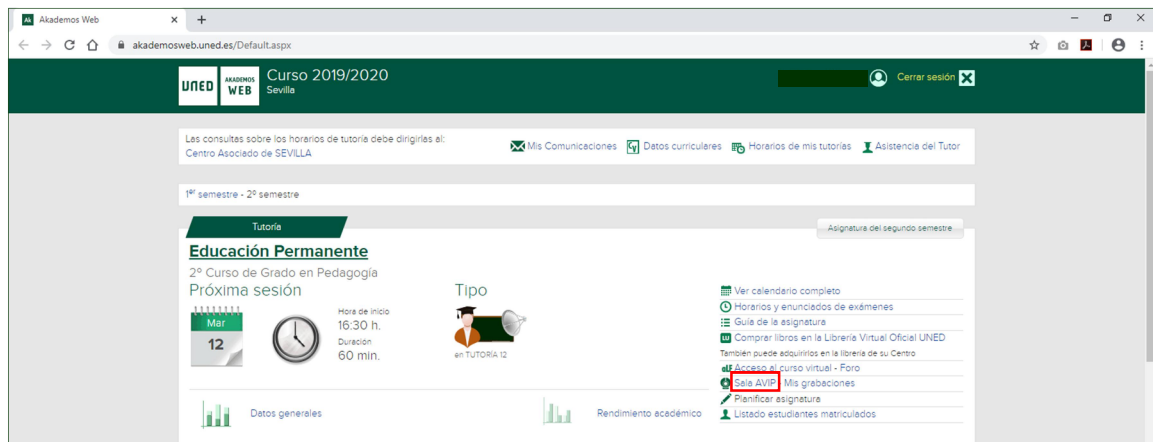 Akademos Web
akademosweb.uned.es/Default.aspx
UNED
AKADEMOS
WEB
Curso 2019/2020
Sevilla
Cerrar sesión
Las consultas sobre los horarios de tutoría debe dirigirlas al:
Centro Asociado de SEVILLA
Mis Comunicaciones
Datos curriculares
Horarios de mis tutorías
Asistencia del Tutor
1er semestre - 2º semestre
Tutoría
Asignatura del segundo semestre
Educación Permanente
2º Curso de Grado en Pedagogía
Próxima sesión
Mar
12
Hora de inicio
16:30 h.
Duración
60 min.
Tipo
en TUTORÍA 12
Ver calendario completo
Horarios y enunciados de exámenes
Guía de la asignatura
Comprar libros en la Librería Virtual Oficial UNED
También puede adquirirlos en la librería de su Centro
aLF Acceso al curso virtual - Foro
Sala AVIP - Mis grabaciones
Planificar asignatura
Listado estudiantes matriculados
Datos generales
Rendimiento académico